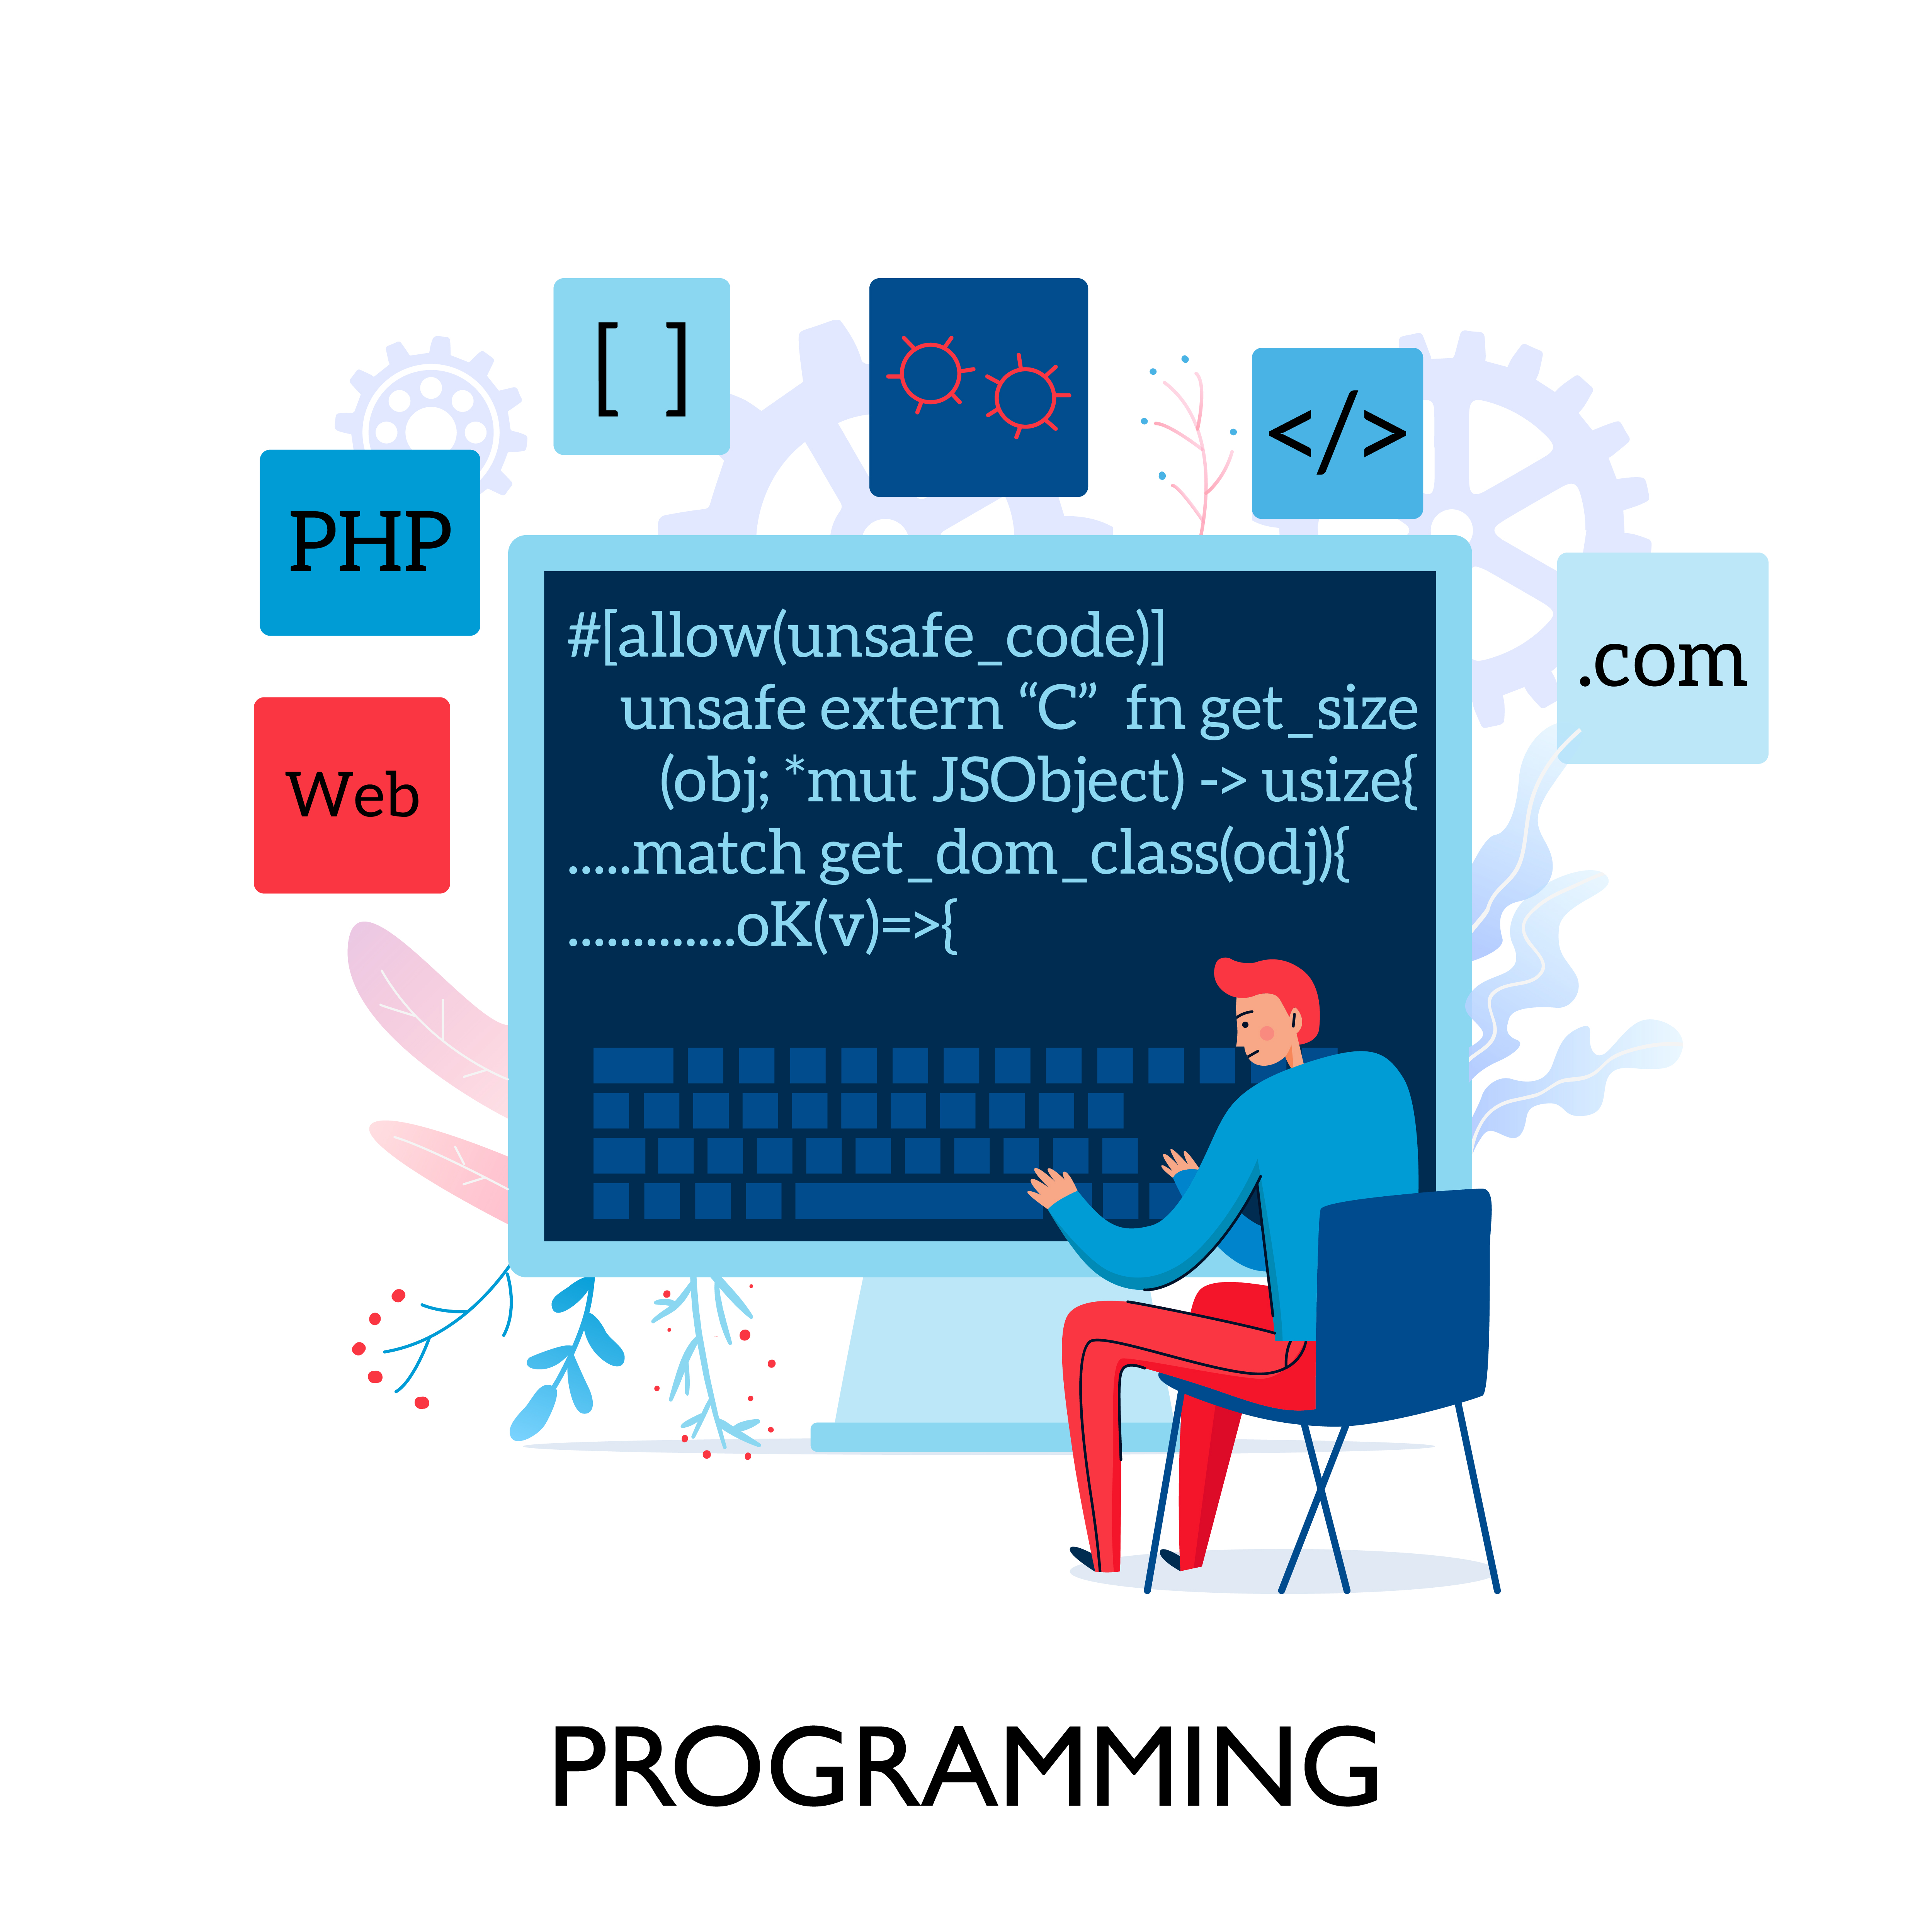 [ ]
</>
PHP
.com
Web
#[allow(unsafe_code)]
unsafe extern “C” fn get_size
(obj; *mut JSObject) -> usize{
.....match get_dom_class(odj){
.............oK(v)=>{
PROGRAMMING